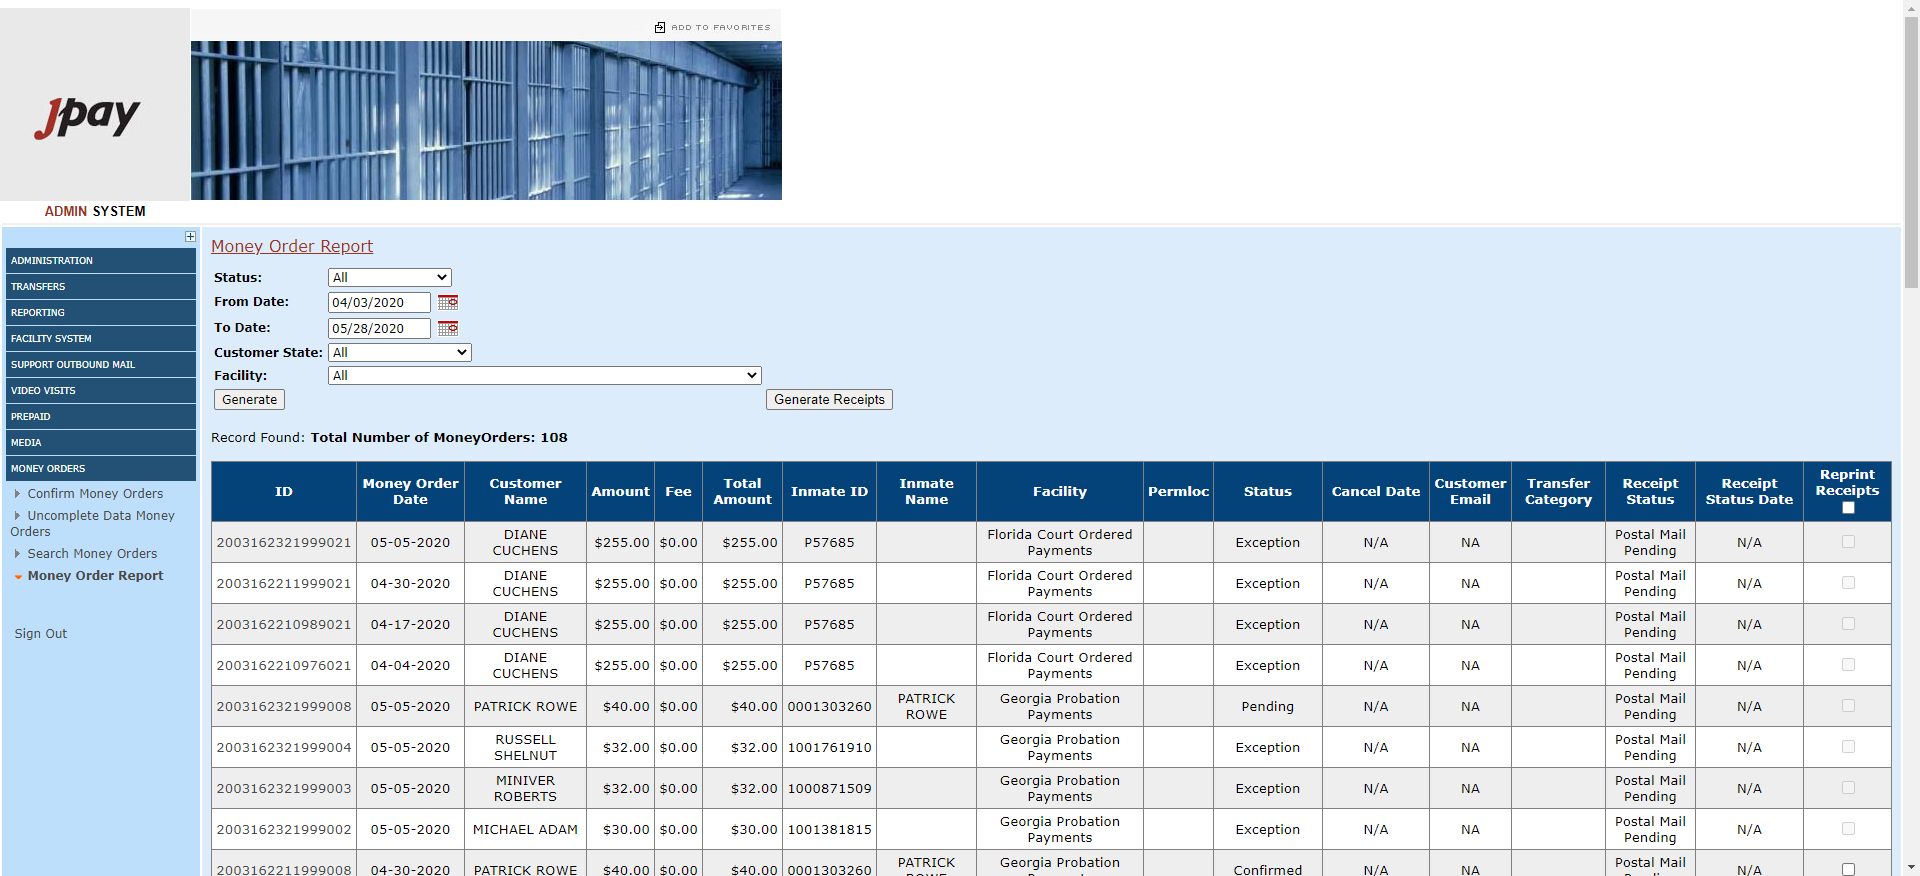 ADD TO FAVORITES
Jpay
ADMIN SYSTEM
ADMINISTRATION
TRANSFERS
REPORTING
FACILITY SYSTEM
SUPPORT OUTBOUND MAIL
VIDEO VISITS
PREPAID
MEDIA
MONEY ORDERS
Confirm Money Orders
Uncomplete Data Money
Orders
Search Money Orders
Money Order Report
Sign Out
Money Order Report
Status: All
From Date: 04/03/2020
To Date: 05/28/2020
Customer State: All
Facility: All
Generate Generate Receipts
Record Found: Total Number of MoneyOrders: 108
ID Money Order Date Customer Name Amount Fee Total Amount Inmate ID Inmate Name Facility Permloc Status Cancel Date Customer Email Transfer Category Receipt Status Receipt Status Date Reprint Receipts
2003162321999021 05-05-2020 DIANE CUCHENS $255.00 $0.00 $255.00 P57685 Florida Court Ordered Payments Exception N/A NA Postal Mail Pending N/A
2003162211999021 04-30-2020 DIANE CUCHENS $255.00 $0.00 $255.00 P57685 Florida Court Ordered Payments Exception N/A NA Postal Mail Pending N/A
2003162210989021 04-17-2020 DIANE CUCHENS $255.00 $0.00 $255.00 P57685 Florida Court Ordered Payments Exception N/A NA Postal Mail Pending N/A
2003162210976021 04-04-2020 DIANE CUCHENS $255.00 $0.00 $255.00 P57685 Florida Court Ordered Payments Exception N/A NA Postal Mail Pending N/A
2003162321999008 05-05-2020 PATRICK ROWE $40.00 $0.00 $40.00 0001303260 PATRICK ROWE Georgia Probation Payments Pending N/A NA Postal Mail Pending N/A
2003162321999004 05-05-2020 RUSSELL SHELNUT $32.00 $0.00 $32.00 1001761910 Georgia Probation Payments Exception N/A NA Postal Mail Pending N/A
2003162321999003 05-05-2020 MINIVER ROBERTS $32.00 $0.00 $32.00 1000871509 Georgia Probation Payments Exception N/A NA Postal Mail Pending N/A
2003162321999002 05-05-2020 MICHAEL ADAM $30.00 $0.00 $30.00 1001381815 Georgia Probation Payments Exception N/A NA Postal Mail Pending N/A
2003162211999008 04-30-2020 PATRICK ROWE $40.00 $0.00 $40.00 0001303260 PATRICK Georgia Probation Confirmed N/A NA Postal Mail N/A